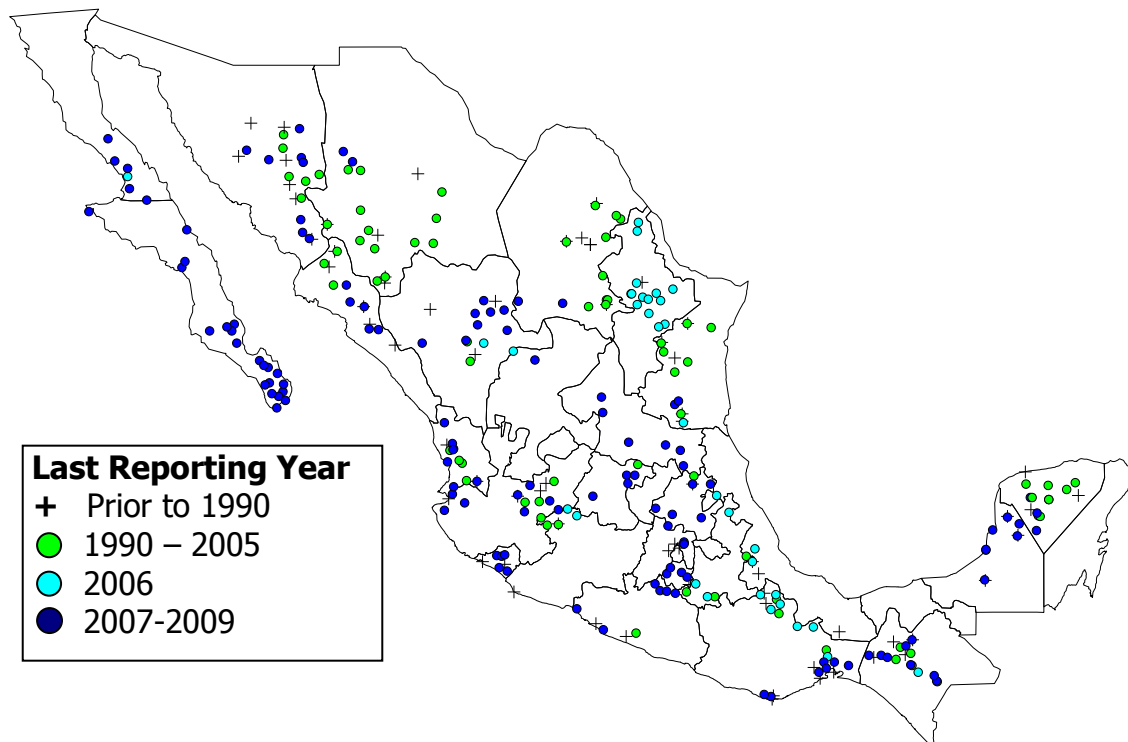 Last Reporting Year
+ Prior to 1990
1990 – 2005
2006
2007-2009